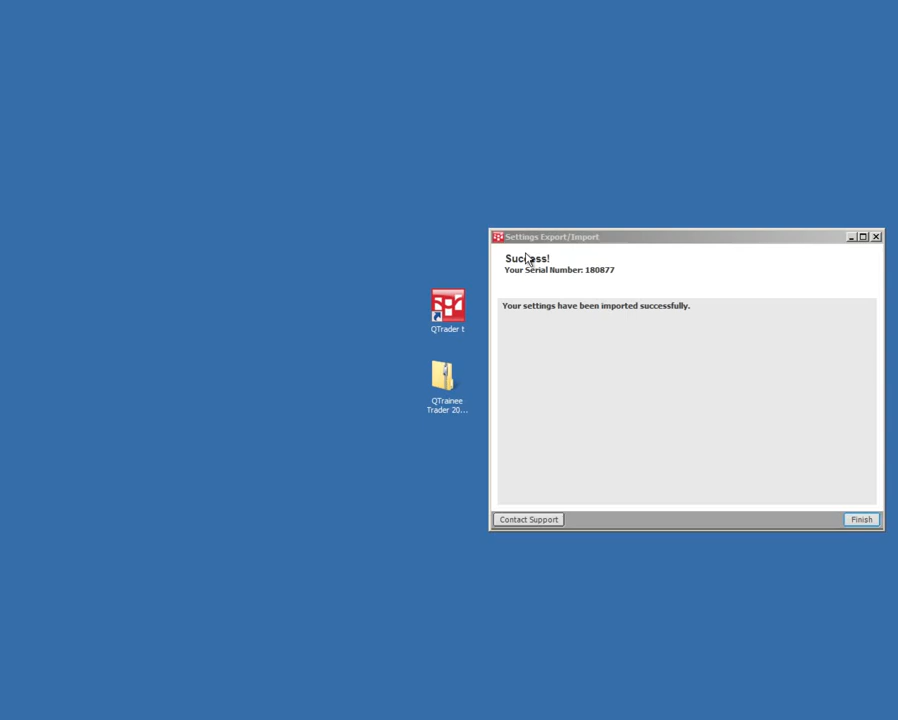 Settings Export/Import
Success!
Your Serial Number: 180877
QTrader t
Your settings have been imported successfully.
QTrainee
Trader 20...
Contact Support
Finish